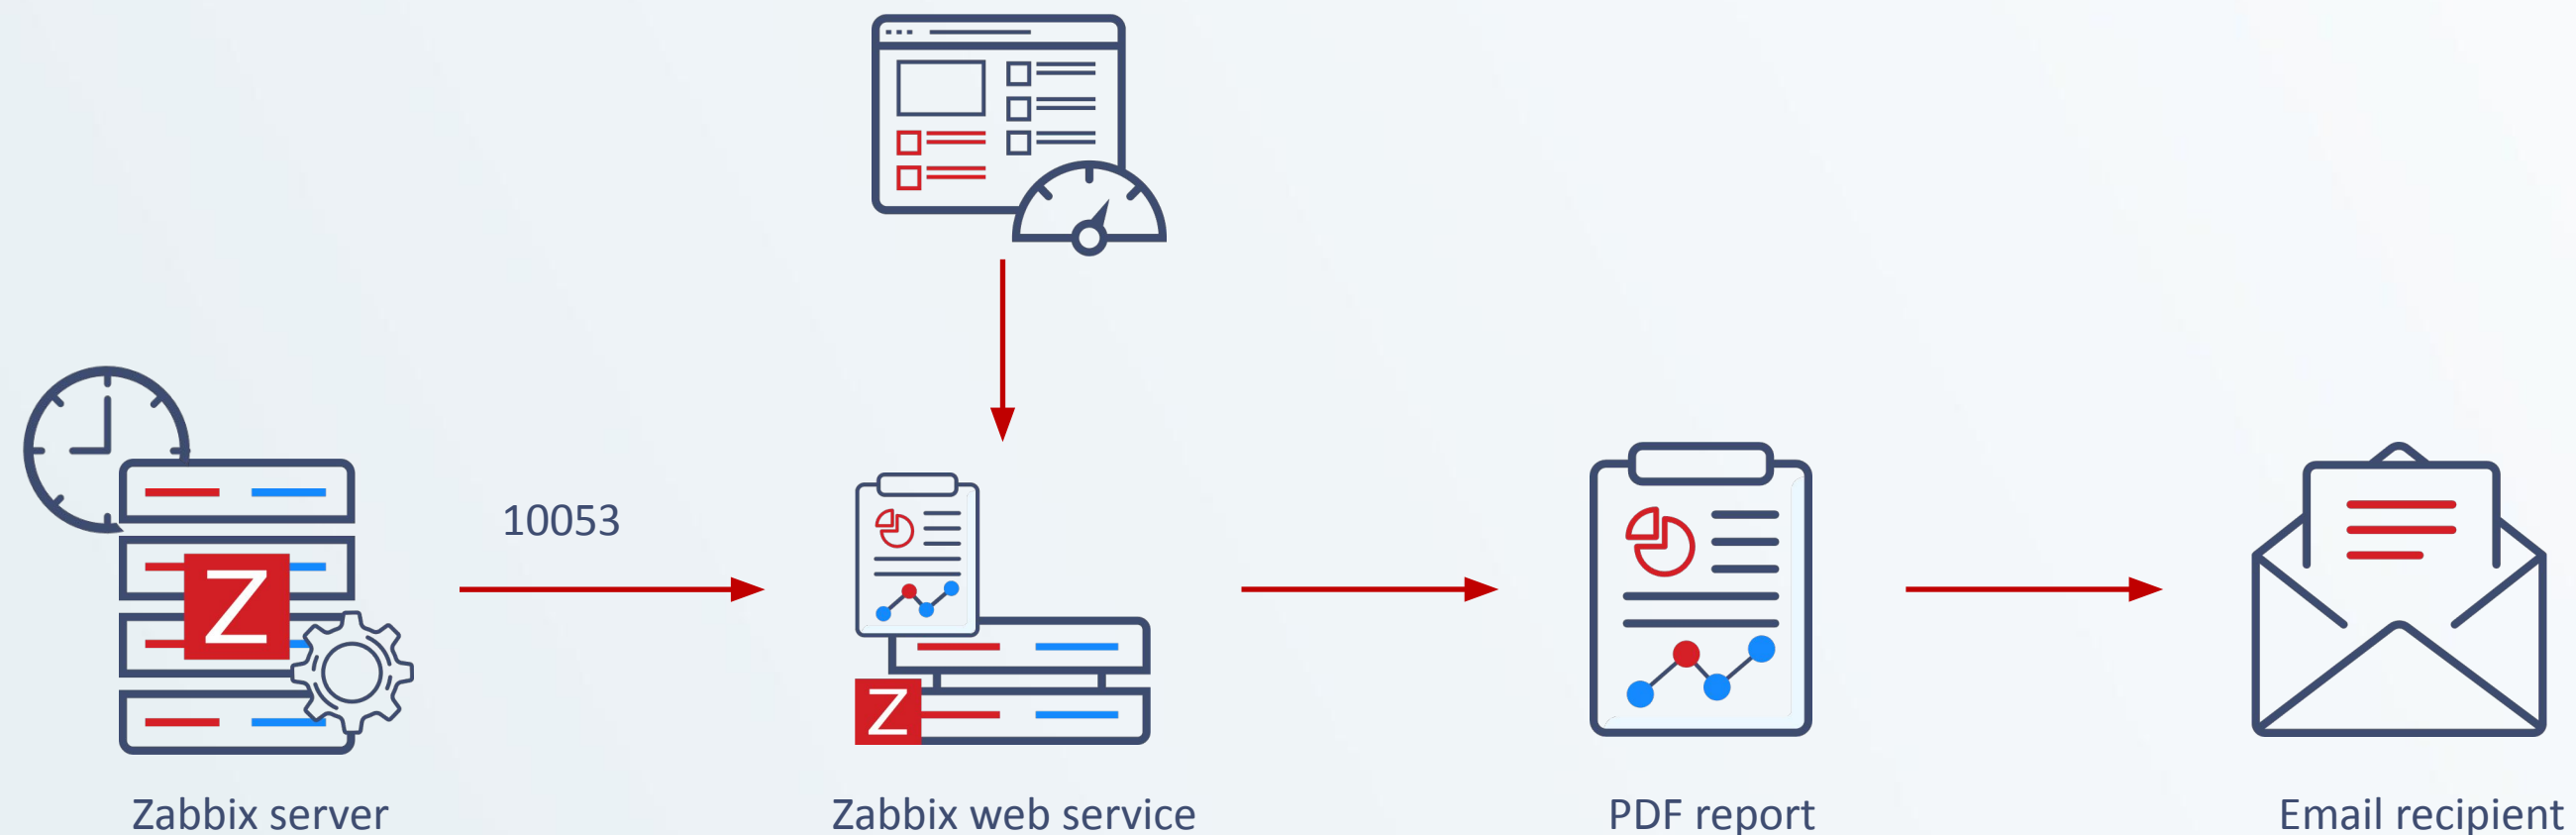 10053
Z
Z
Zabbix server
Zabbix web service
PDF report
Email recipient